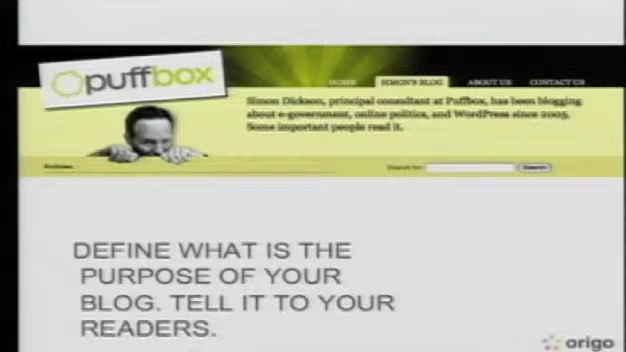 puffbox
HOME SIMON'S BLOG ABOUT US CONTACT US
Simon Dickson, principal consultant at Puffbox, has been blogging
about e-government, online politics, and WordPress since 2005.
Some important people read it.
Archives Search for: Search
DEFINE WHAT IS THE
PURPOSE OF YOUR
BLOG. TELL IT TO YOUR
READERS.
origo